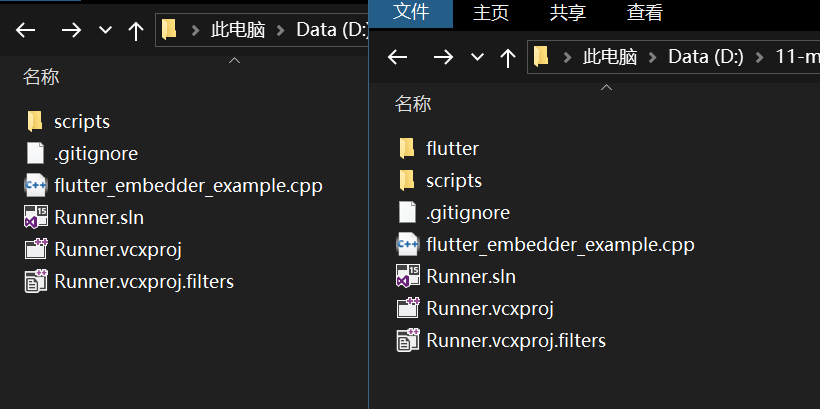 此电脑 Data (D:)
名称
scripts
.gitignore
flutter_embedder_example.cpp
Runner.sln
Runner.vcxproj
Runner.vcxproj.filters
文件 主页 共享 查看
此电脑 Data (D:) 11-m
名称
flutter
scripts
.gitignore
flutter_embedder_example.cpp
Runner.sln
Runner.vcxproj
Runner.vcxproj.filters